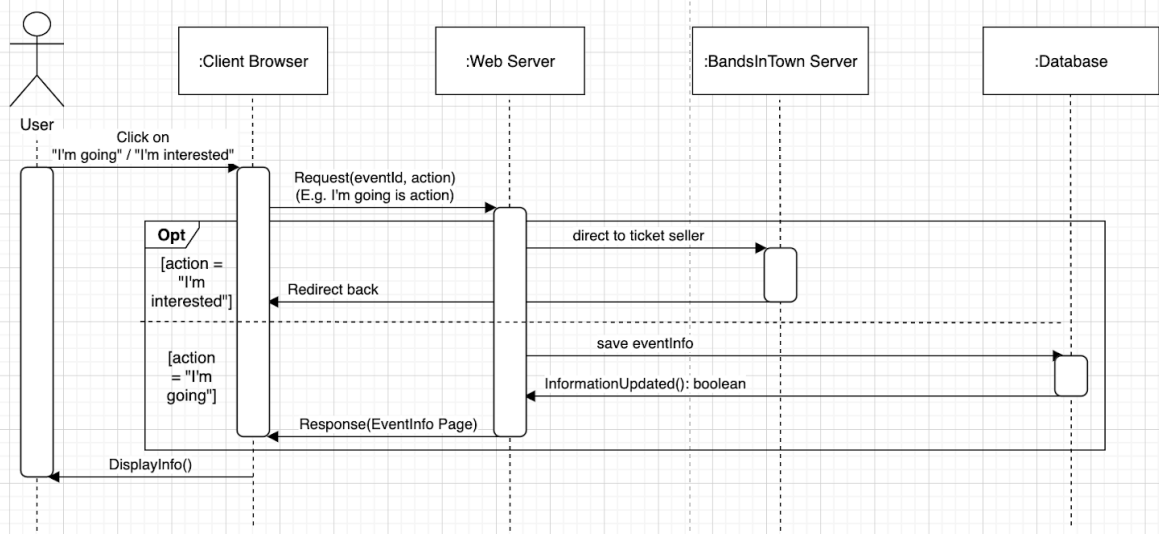 :Client Browser
:Web Server
:BandsInTown Server
:Database
User
Click on
"I'm going" / "I'm interested"
Request(eventId, action)
(E.g. I'm going is action)
Opt
direct to ticket seller
[action =
"I'm
interested"]
Redirect back
save eventInfo
[action
= "I'm
going"]
InformationUpdated(): boolean
Response(EventInfo Page)
DisplayInfo()